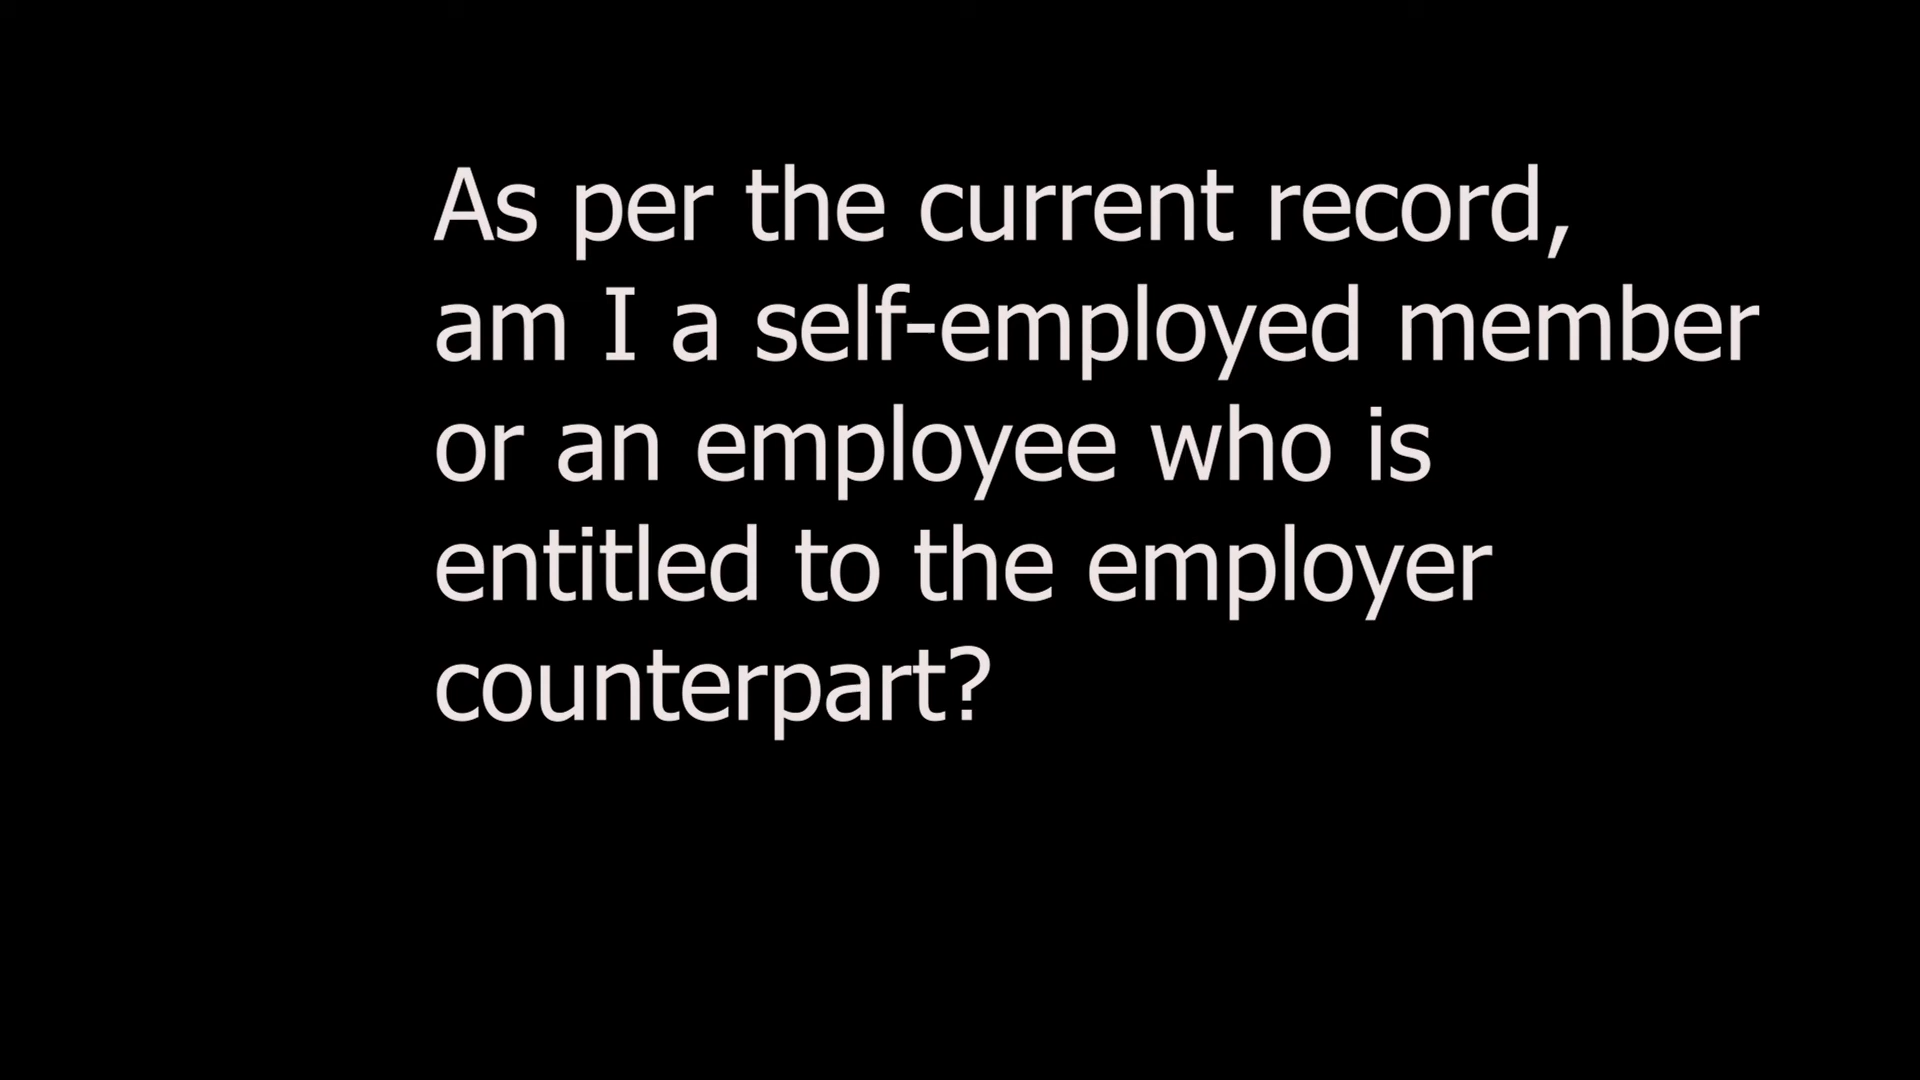 As per the current record,
am I a self-employed member
or an employee who is
entitled to the employer
counterpart?